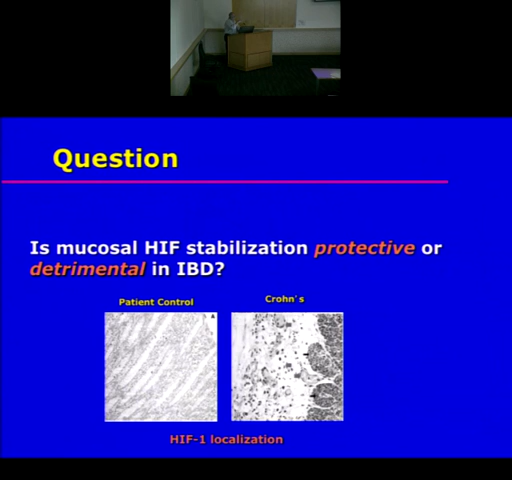 Question
Is mucosal HIF stabilization protective or
detrimental in IBD?
Patient Control
Crohn's
A
HIF-1 localization